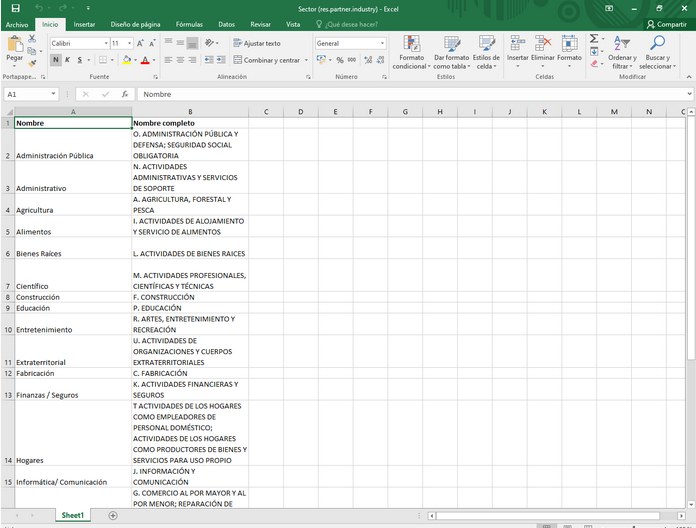 Sector (res.partner.industry) - Excel
Archivo Inicio Insertar Diseño de página Fórmulas Datos Revisar Vista ¿Qué desea hacer? Compartir
Pegar
Calibri 11 A A
N K S A
Ajustar texto
Combinar y centrar
General
% 000
Formato condicional
Dar formato como tabla
Estilos de celda
Insertar Eliminar Formato
Ordenar y filtrar
Buscar y seleccionar
Portapape... Fuente Alineación Número Estilos Celdas Modificar
A1 fx Nombre
A B C D E F G H I J K L M N
1 Nombre Nombre completo
O. ADMINISTRACIÓN PÚBLICA Y
DEFENSA; SEGURIDAD SOCIAL
2 Administración Pública OBLIGATORIA
N. ACTIVIDADES
ADMINISTRATIVAS Y SERVICIOS
3 Administrativo DE SOPORTE
A. AGRICULTURA, FORESTAL Y
4 Agricultura PESCA
I. ACTIVIDADES DE ALOJAMIENTO
5 Alimentos Y SERVICIO DE ALIMENTOS
6 Bienes Raíces L. ACTIVIDADES DE BIENES RAICES
M. ACTIVIDADES PROFESIONALES,
7 Científico CIENTÍFICAS Y TÉCNICAS
8 Construcción F. CONSTRUCCIÓN
9 Educación P. EDUCACIÓN
R. ARTES, ENTRETENIMIENTO Y
10 Entretenimiento RECREACIÓN
U. ACTIVIDADES DE
ORGANIZACIONES Y CUERPOS
11 Extraterritorial EXTRATERRITORIALES
12 Fabricación C. FABRICACIÓN
K. ACTIVIDADES FINANCIERAS Y
13 Finanzas / Seguros SEGUROS
T ACTIVIDADES DE LOS HOGARES
COMO EMPLEADORES DE
PERSONAL DOMÉSTICO;
ACTIVIDADES DE LOS HOGARES
COMO PRODUCTORES DE BIENES Y
14 Hogares SERVICIOS PARA USO PROPIO
J. INFORMACIÓN Y
15 Informática/ Comunicación COMUNICACIÓN
G. COMERCIO AL POR MAYOR Y AL
POR MENOR; REPARACIÓN DE
Sheet1